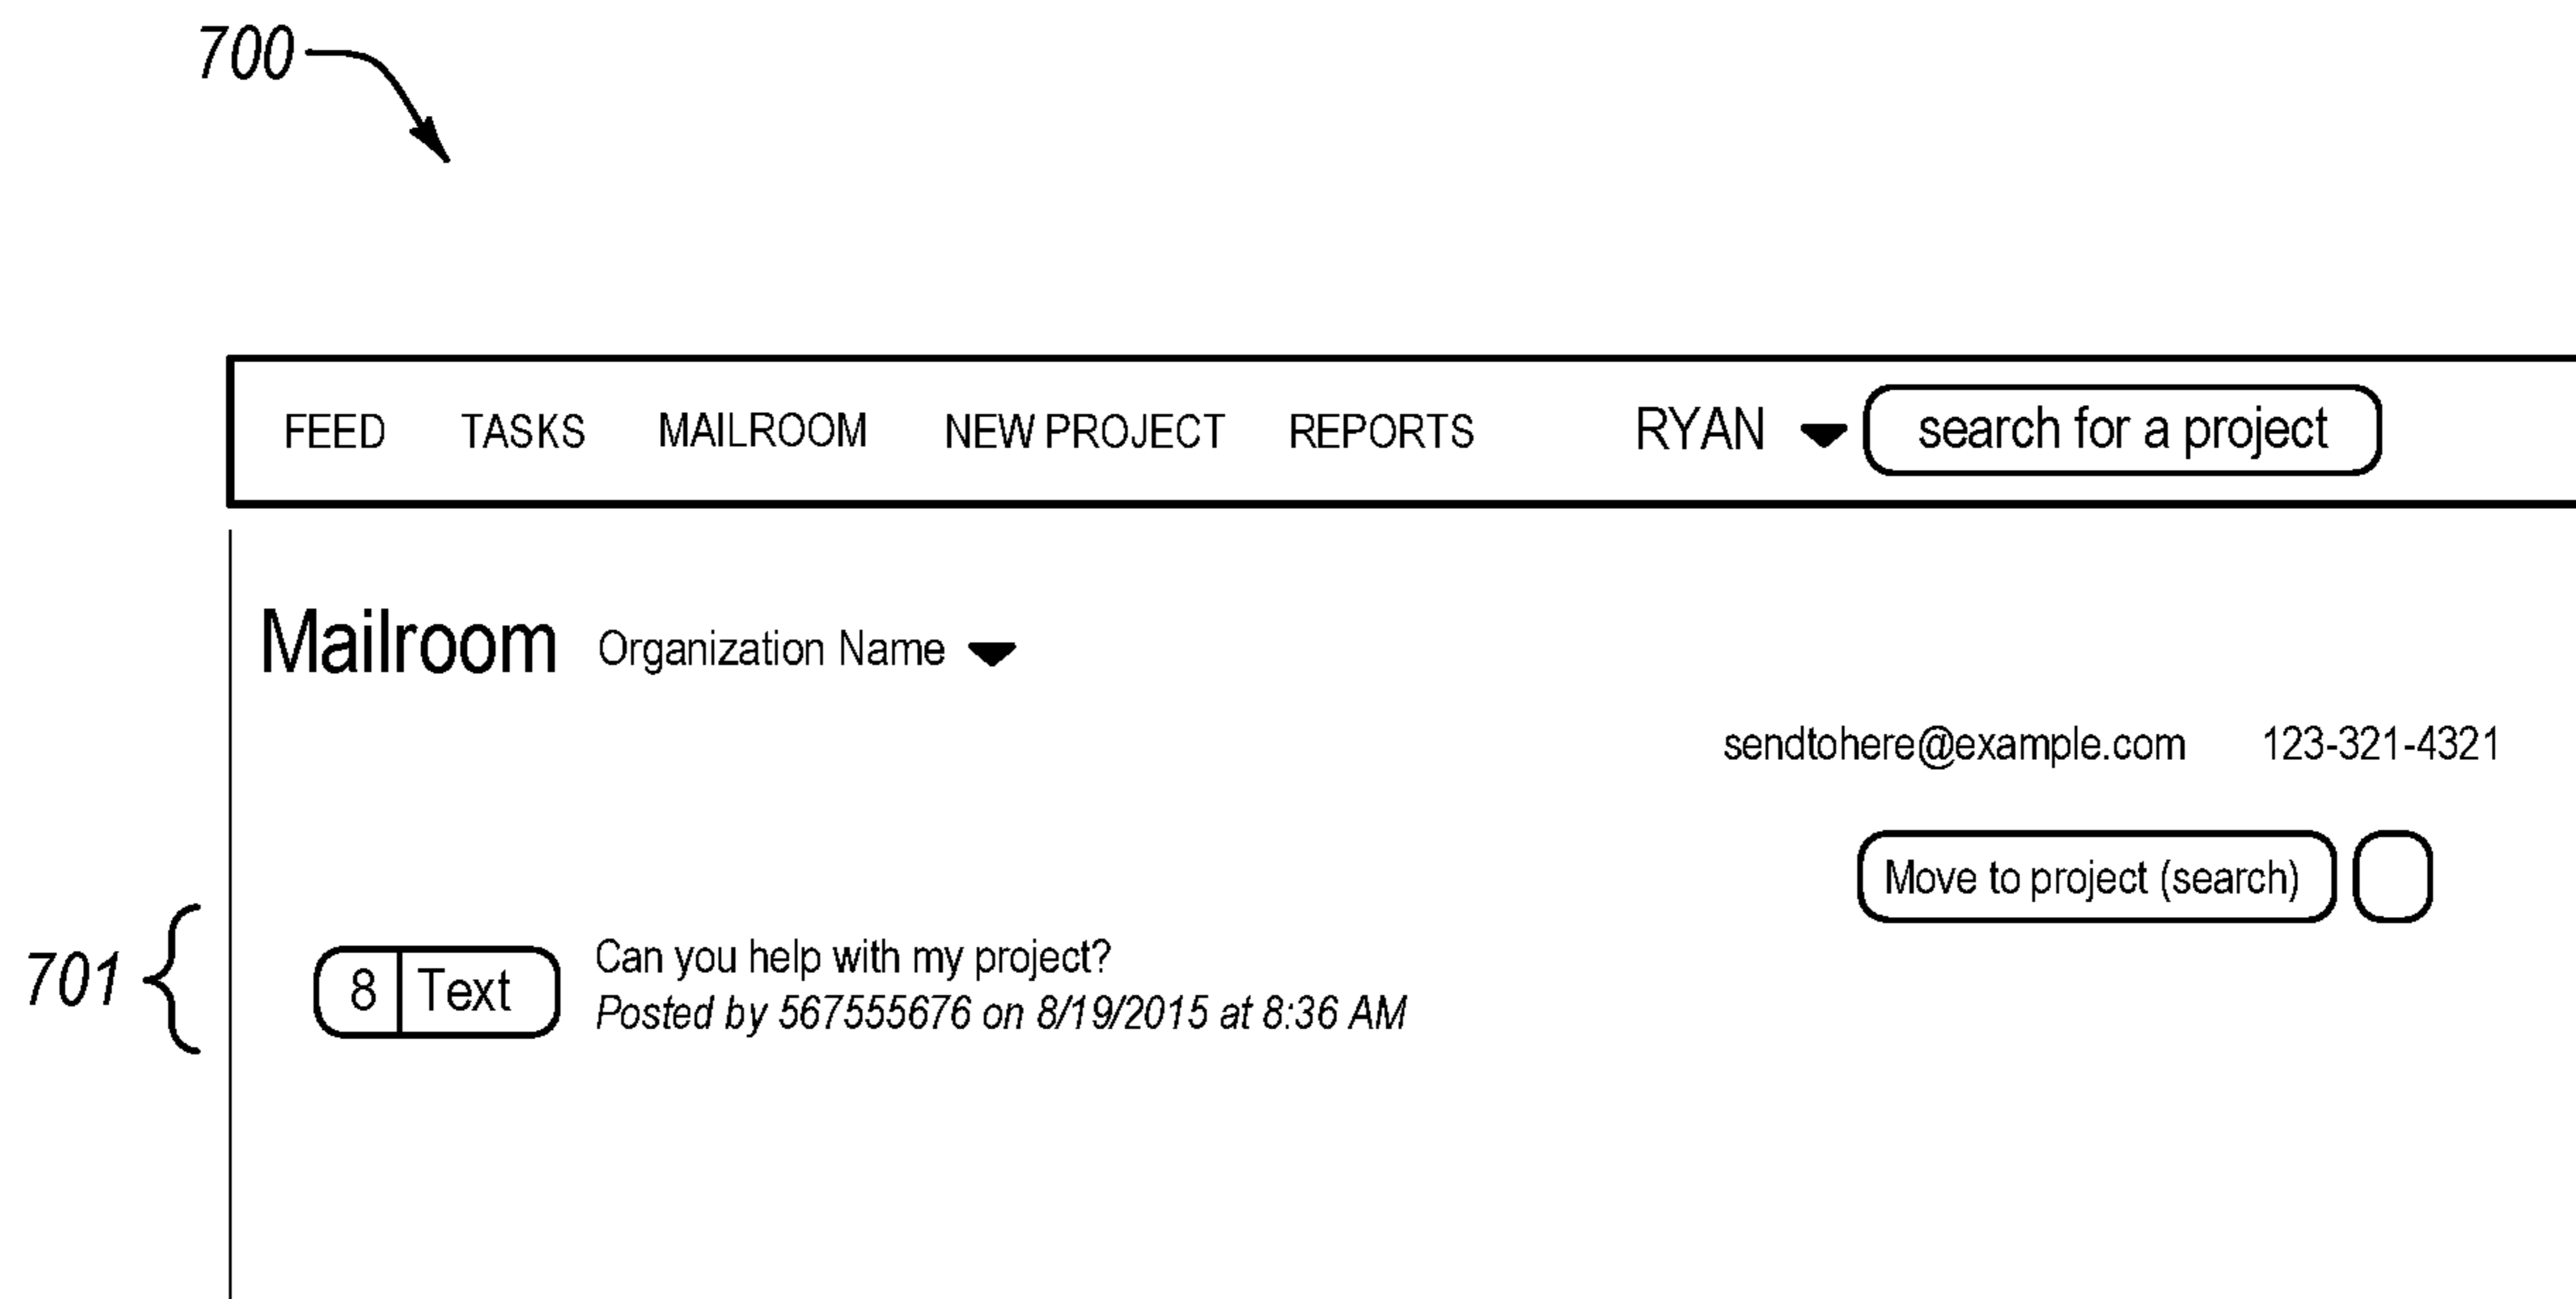 700
FEED TASKS MAILROOM NEW PROJECT REPORTS RYAN search for a project
Mailroom Organization Name
sendtohere@example.com 123-321-4321
Move to project (search)
701
8 Text
Can you help with my project?
Posted by 567555676 on 8/19/2015 at 8:36 AM